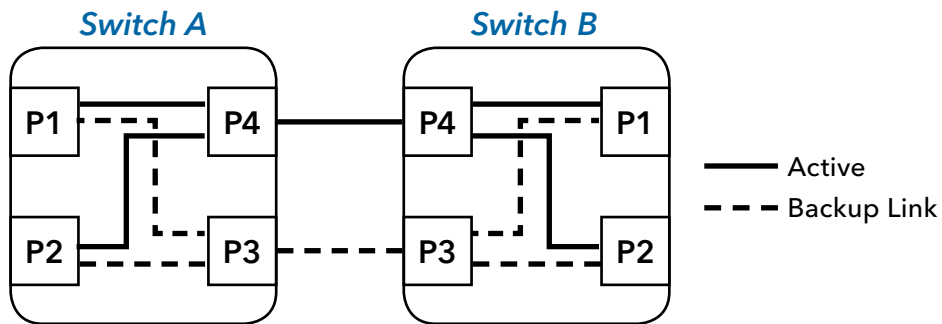 Switch A
Switch B
P1
P4
P4
P1
Active
Backup Link
P2
P3
P3
P2